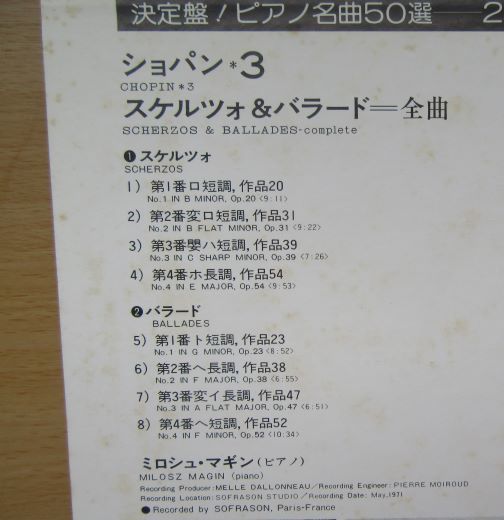 決定盤！ピアノ名曲50選—2
ショパン*3
CHOPIN*3
スケルツォ&バラード＝全曲
SCHERZOS & BALLADES-complete
❶スケルツォ
SCHERZOS
1）第1番ロ短調, 作品20
No.1 IN B MINOR, Op.20〈9:11〉
2）第2番変ロ短調, 作品31
No.2 IN B FLAT MINOR, Op.31〈9:22〉
3）第3番嬰ハ短調, 作品39
No.3 IN C SHARP MINOR, Op.39〈7:26〉
4）第4番ホ長調, 作品54
No.4 IN E MAJOR, Op.54〈9:53〉
❷バラード
BALLADES
5）第1番ト短調, 作品23
No.1 IN G MINOR, Op.23〈8:52〉
6）第2番ヘ長調, 作品38
No.2 IN F MAJOR, Op.38〈6:55〉
7）第3番変イ長調, 作品47
No.3 IN A FLAT MAJOR, Op.47〈6:51〉
8）第4番ヘ短調, 作品52
No.4 IN F MINOR, Op.52〈10:34〉
ミロシュ・マギン（ピアノ）
MILOSZ MAGIN (piano)
Recording Producer:MELLE DALLONNEAU／Recording Engineer: PIERRE MOIROUD
Recording Location:SOFRASON STUDIO／Recording Date: May,1971
●Recorded by SOFRASON, Paris-France